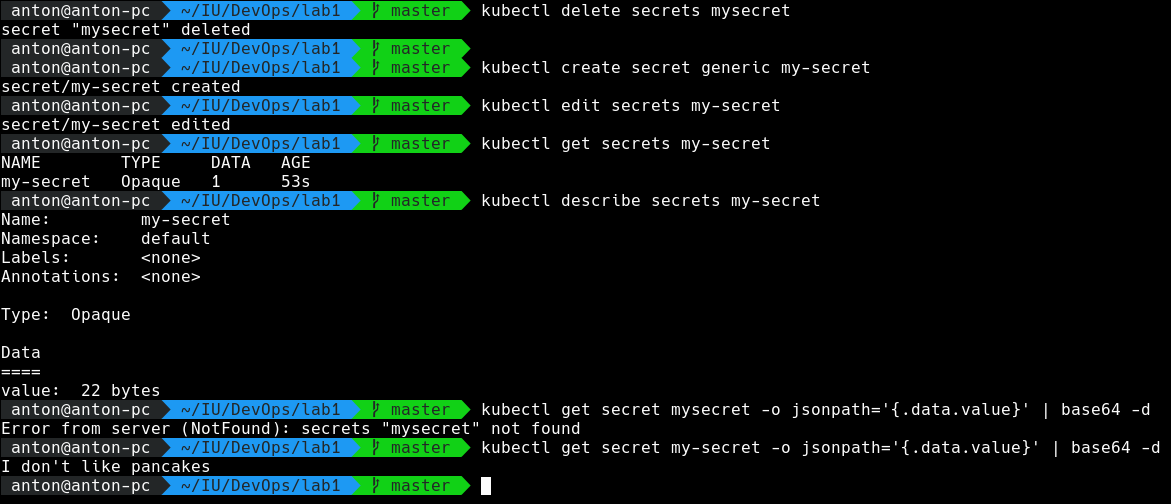 anton@anton-pc ~/IU/DevOps/lab1 master kubectl delete secrets mysecret
secret "mysecret" deleted
anton@anton-pc ~/IU/DevOps/lab1 master
anton@anton-pc ~/IU/DevOps/lab1 master kubectl create secret generic my-secret
secret/my-secret created
anton@anton-pc ~/IU/DevOps/lab1 master kubectl edit secrets my-secret
secret/my-secret edited
anton@anton-pc ~/IU/DevOps/lab1 master kubectl get secrets my-secret
NAME TYPE DATA AGE
my-secret Opaque 1 53s
anton@anton-pc ~/IU/DevOps/lab1 master kubectl describe secrets my-secret
Name: my-secret
Namespace: default
Labels: <none>
Annotations: <none>
Type: Opaque
Data
====
value: 22 bytes
anton@anton-pc ~/IU/DevOps/lab1 master kubectl get secret mysecret -o jsonpath='{.data.value}' | base64 -d
Error from server (NotFound): secrets "mysecret" not found
anton@anton-pc ~/IU/DevOps/lab1 master kubectl get secret my-secret -o jsonpath='{.data.value}' | base64 -d
I don't like pancakes
anton@anton-pc ~/IU/DevOps/lab1 master